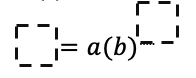 = a(b)